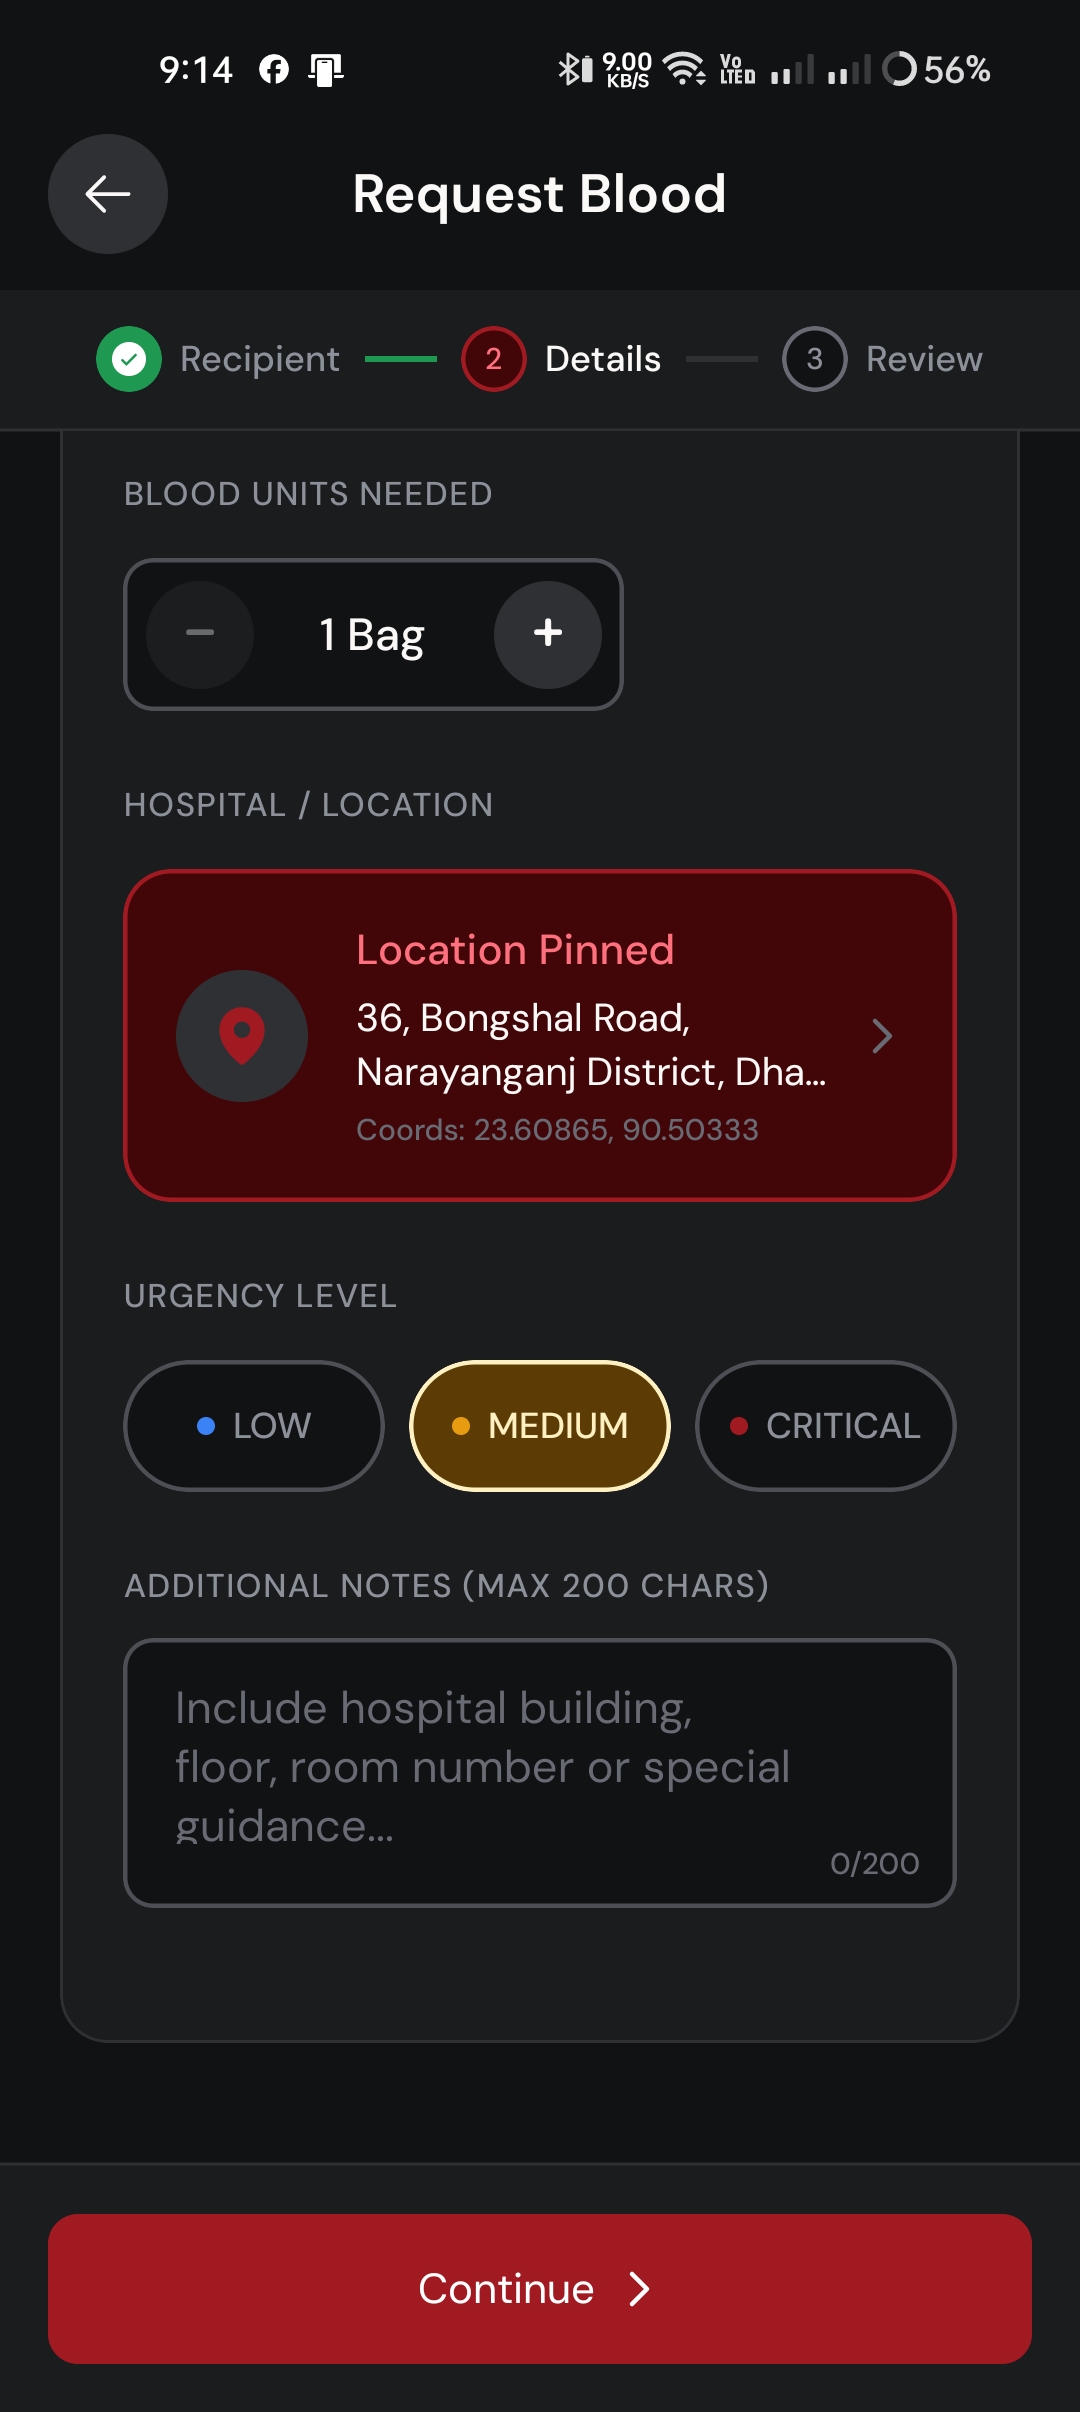 9:14
9.00 KB/S
Vo LTE
56%
Request Blood
Recipient
2
Details
3
Review
BLOOD UNITS NEEDED
1 Bag
HOSPITAL / LOCATION
Location Pinned
36, Bongshal Road,
Narayanganj District, Dha...
Coords: 23.60865, 90.50333
URGENCY LEVEL
LOW
MEDIUM
CRITICAL
ADDITIONAL NOTES (MAX 200 CHARS)
Include hospital building,
floor, room number or special
guidance...
0/200
Continue